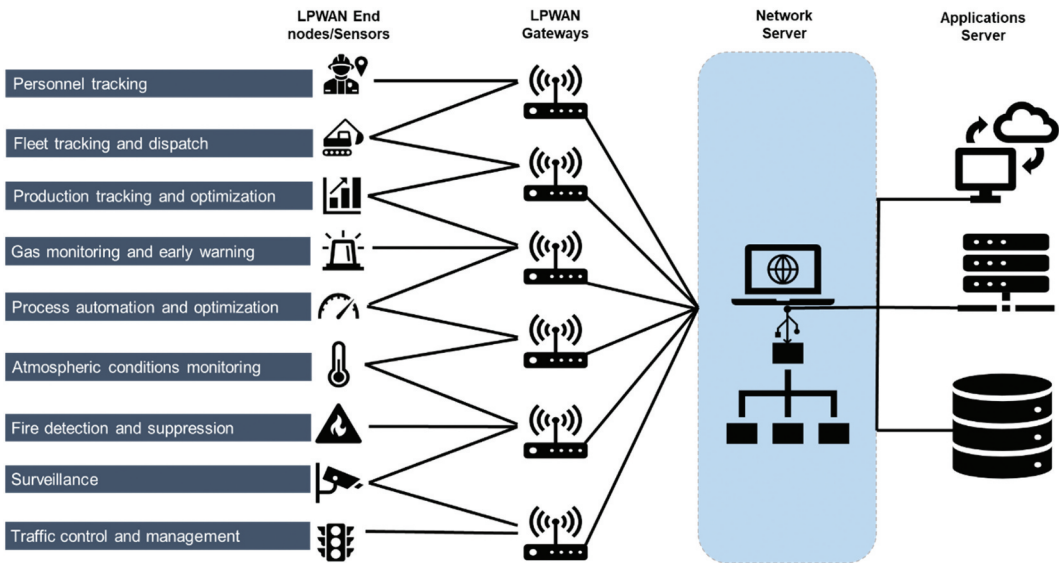 LPWAN End
nodes/Sensors
LPWAN
Gateways
Network
Server
Applications
Server
Personnel tracking
Fleet tracking and dispatch
Production tracking and optimization
Gas monitoring and early warning
Process automation and optimization
Atmospheric conditions monitoring
Fire detection and suppression
Surveillance
Traffic control and management